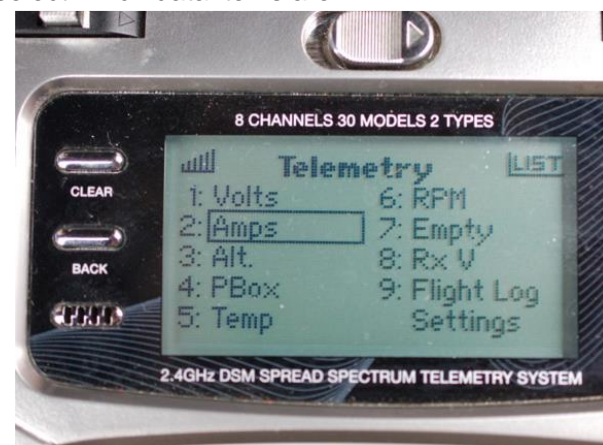 8 CHANNELS 30 MODELS 2 TYPES
Telemetry LIST
1: Volts 6: RPM
2: Amps 7: Empty
3: Alt. 8: Rx V
4: PBox 9: Flight Log
5: Temp Settings
CLEAR
BACK
2.4GHz DSM SPREAD SPECTRUM TELEMETRY SYSTEM